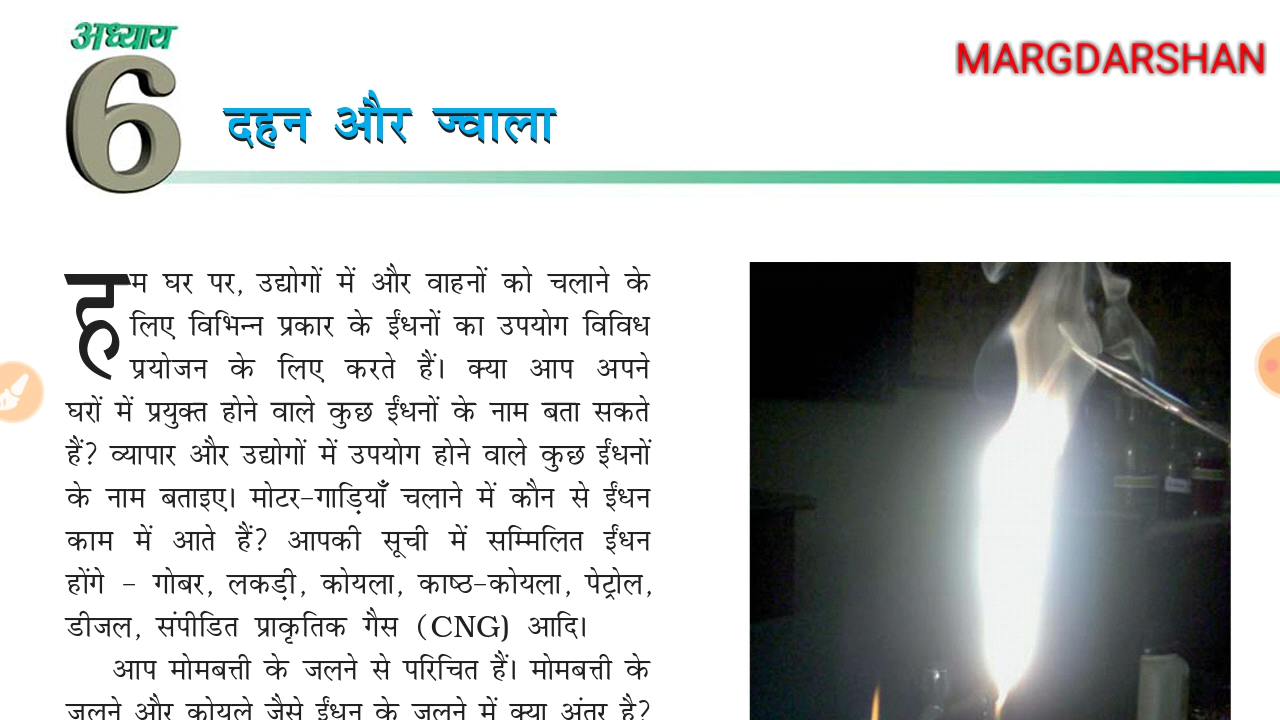 अध्याय
6
दहन और ज्वाला
MARGDARSHAN
हम घर पर, उद्योगों में और वाहनों को चलाने के
लिए विभिन्न प्रकार के ईंधनों का उपयोग विविध
प्रयोजन के लिए करते हैं। क्या आप अपने
घरों में प्रयुक्त होने वाले कुछ ईंधनों के नाम बता सकते
हैं? व्यापार और उद्योगों में उपयोग होने वाले कुछ ईंधनों
के नाम बताइए। मोटर-गाड़ियाँ चलाने में कौन से ईंधन
काम में आते हैं? आपकी सूची में सम्मिलित ईंधन
होंगे - गोबर, लकड़ी, कोयला, काष्ठ-कोयला, पेट्रोल,
डीजल, संपीडित प्राकृतिक गैस (CNG) आदि।
आप मोमबत्ती के जलने से परिचित हैं। मोमबत्ती के
जलने और कोयले जैसे ईंधन के जलने में क्या अंतर है?